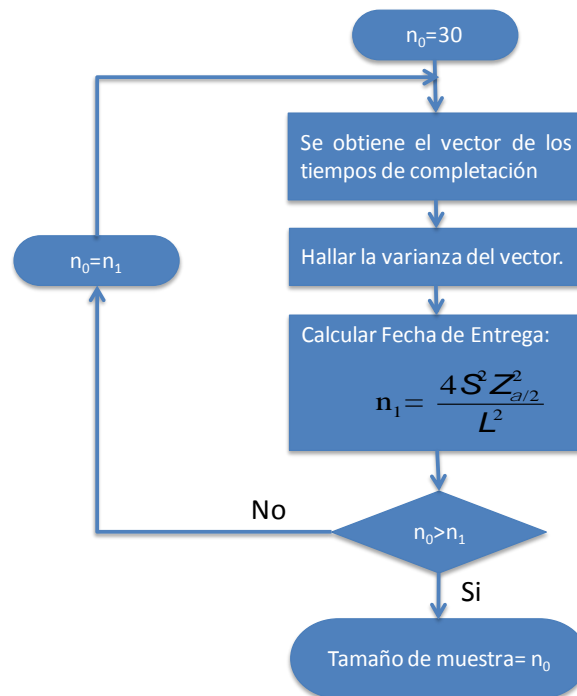 n₀=30
Se obtiene el vector de los
tiempos de completación
n₀=n₁
Hallar la varianza del vector.
Calcular Fecha de Entrega:
n₁= 4S²Z²a/2 / L²
No
n₀>n₁
Si
Tamaño de muestra= n₀